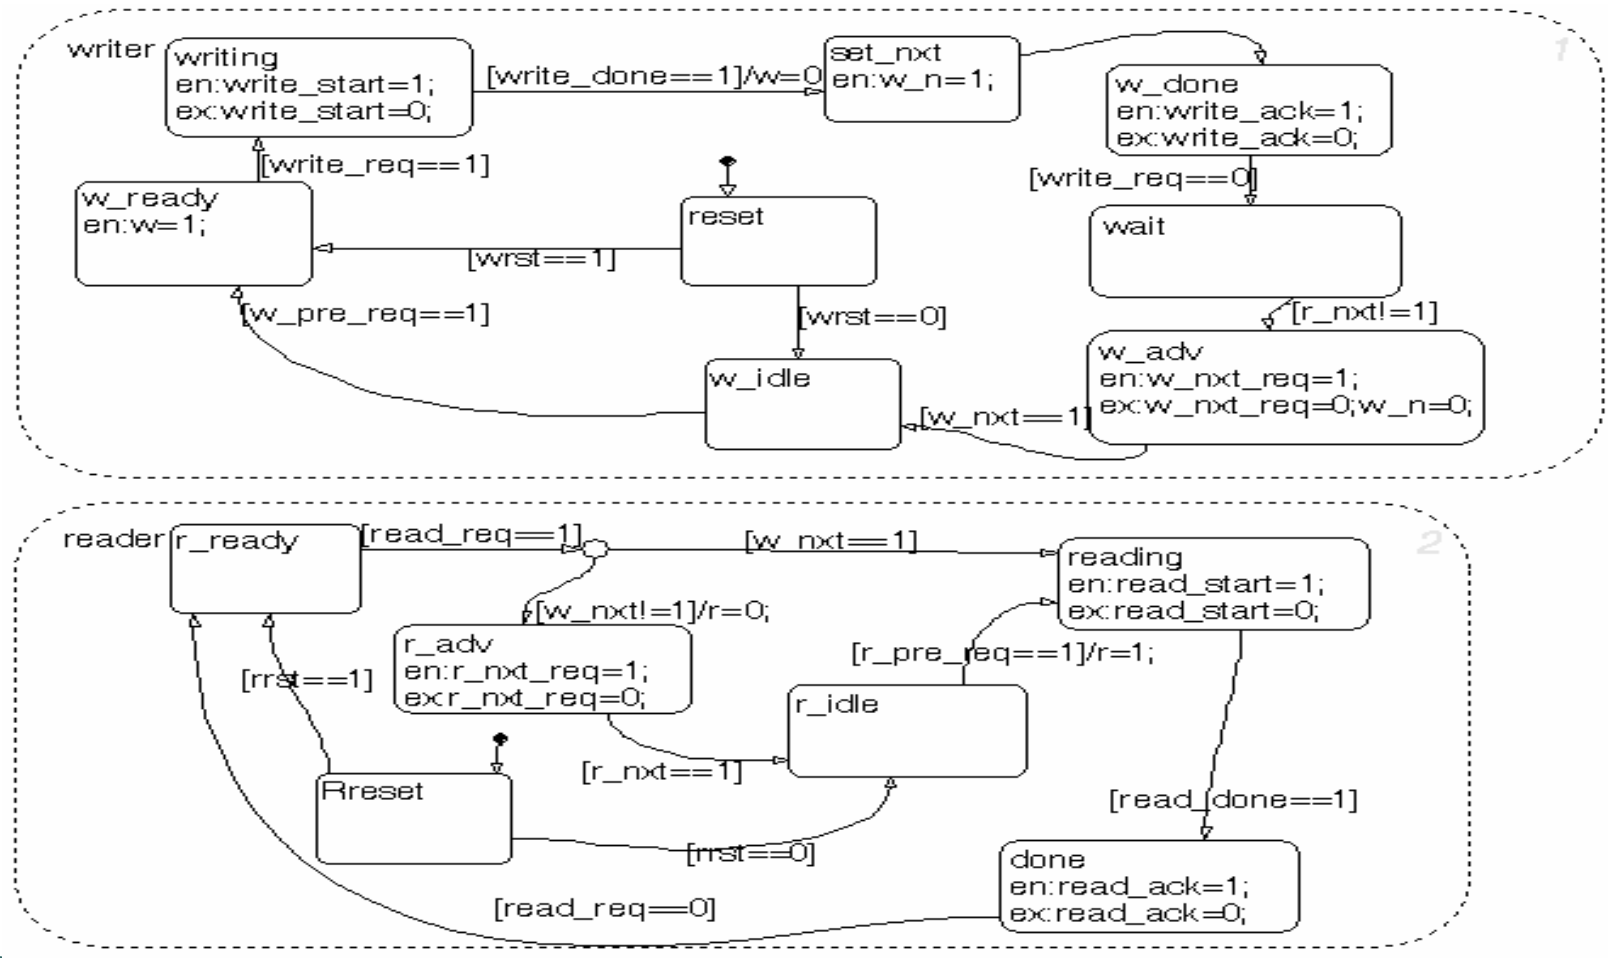 writer
writing
en:write_start=1;
ex:write_start=0;
[write_done==1]/w=0
set_nxt
en:w_n=1;
1
w_done
en:write_ack=1;
ex:write_ack=0;
[write_req==1]
[write_req==0]
w_ready
en:w=1;
reset
wait
[wrst==1]
[w_pre_req==1]
[wrst==0]
[r_nxt!=1]
w_idle
w_adv
en:w_nxt_req=1;
ex:w_nxt_req=0;w_n=0;
[w_nxt==1]
reader
r_ready
[read_req==1]
[w_nxt==1]
2
reading
en:read_start=1;
ex:read_start=0;
[w_nxt!=1]/r=0;
r_adv
en:r_nxt_req=1;
ex:r_nxt_req=0;
[r_pre_req==1]/r=1;
[rrst==1]
r_idle
[r_nxt==1]
Rreset
[read_done==1]
[rrst==0]
done
en:read_ack=1;
ex:read_ack=0;
[read_req==0]